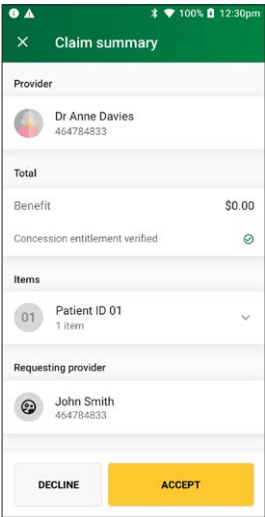 100% 12:30pm
Claim summary
Provider
Dr Anne Davies
464784833
Total
Benefit $0.00
Concession entitlement verified
Items
01 Patient ID 01
1 item
Requesting provider
John Smith
464784833
DECLINE ACCEPT